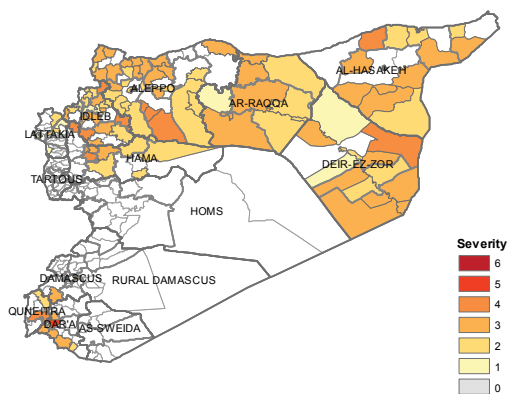 AL-HASAKEH
ALEPPO
AR-RAQQA
IDLEB
LATTAKIA
HAMA
DEIR-EZ-ZOR
TARTOUS
HOMS
DAMASCUS
RURAL DAMASCUS
QUNEITRA
DAR'A
AS-SWEIDA
Severity
6
5
4
3
2
1
0